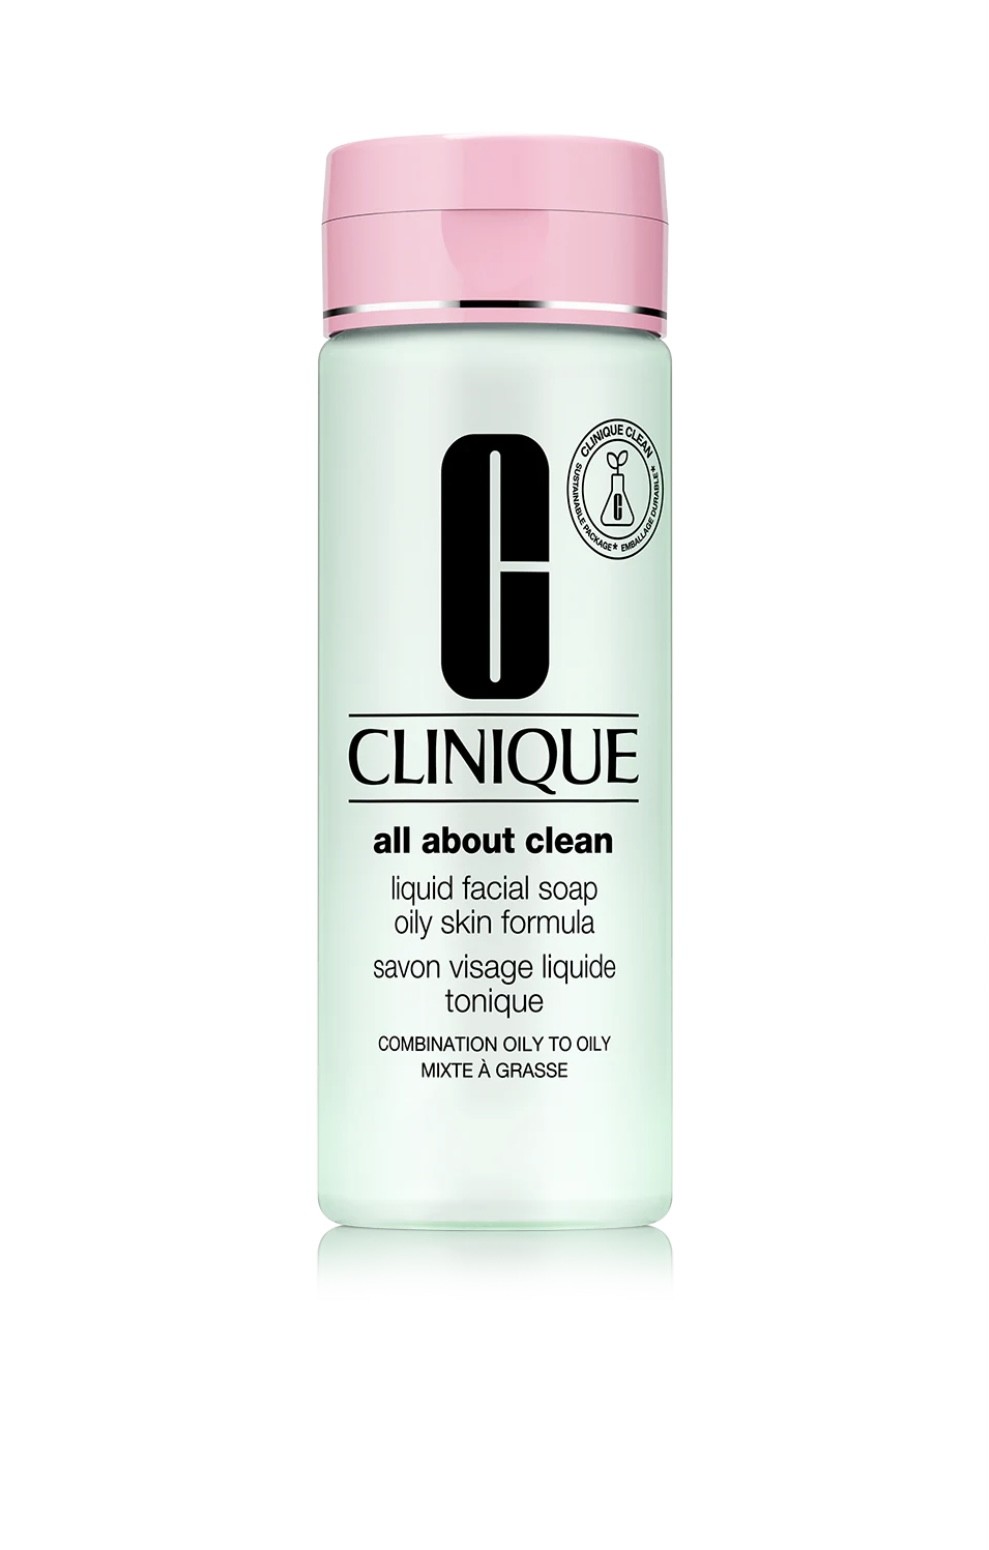 C
CLINIQUE CLEAN
SUSTAINABLE PACKAGE* EMBALLAGE DURABLE*
C
CLINIQUE
all about clean
liquid facial soap
oily skin formula
savon visage liquide
tonique
COMBINATION OILY TO OILY
MIXTE À GRASSE